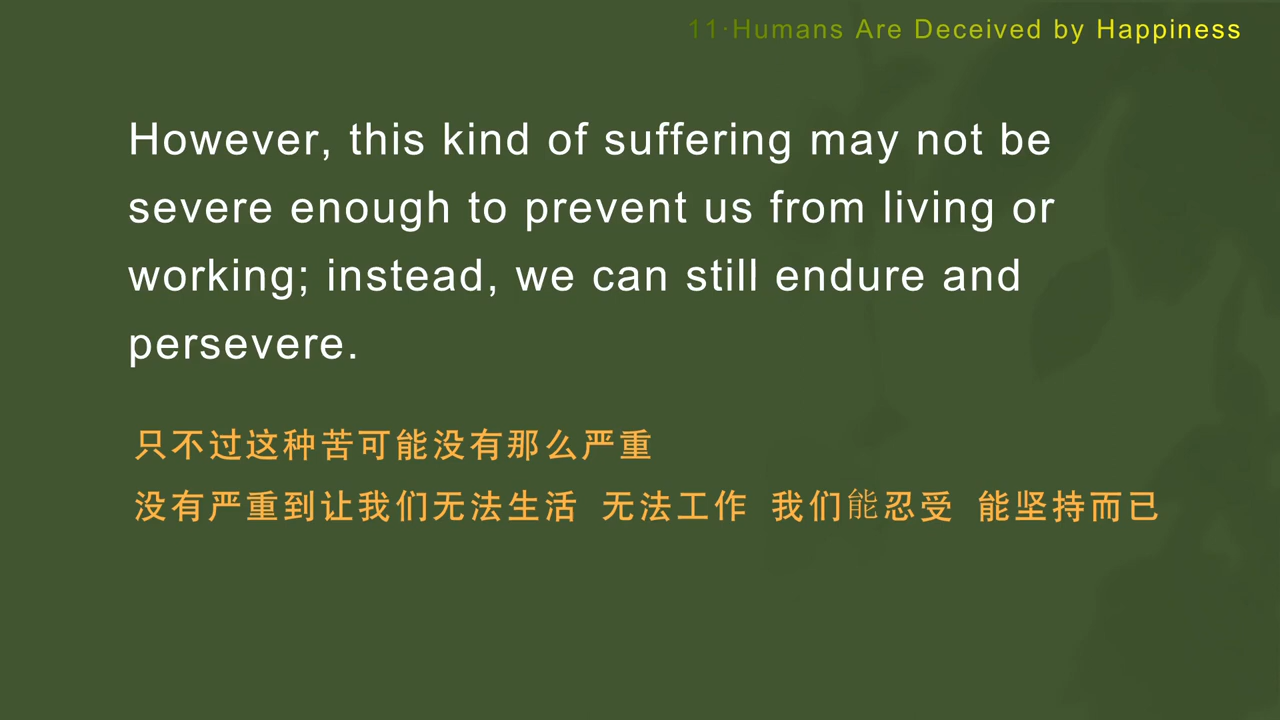 11·Humans Are Deceived by Happiness
However, this kind of suffering may not be
severe enough to prevent us from living or
working; instead, we can still endure and
persevere.
只不过这种苦可能没有那么严重
没有严重到让我们无法生活 无法工作 我们能忍受 能坚持而已